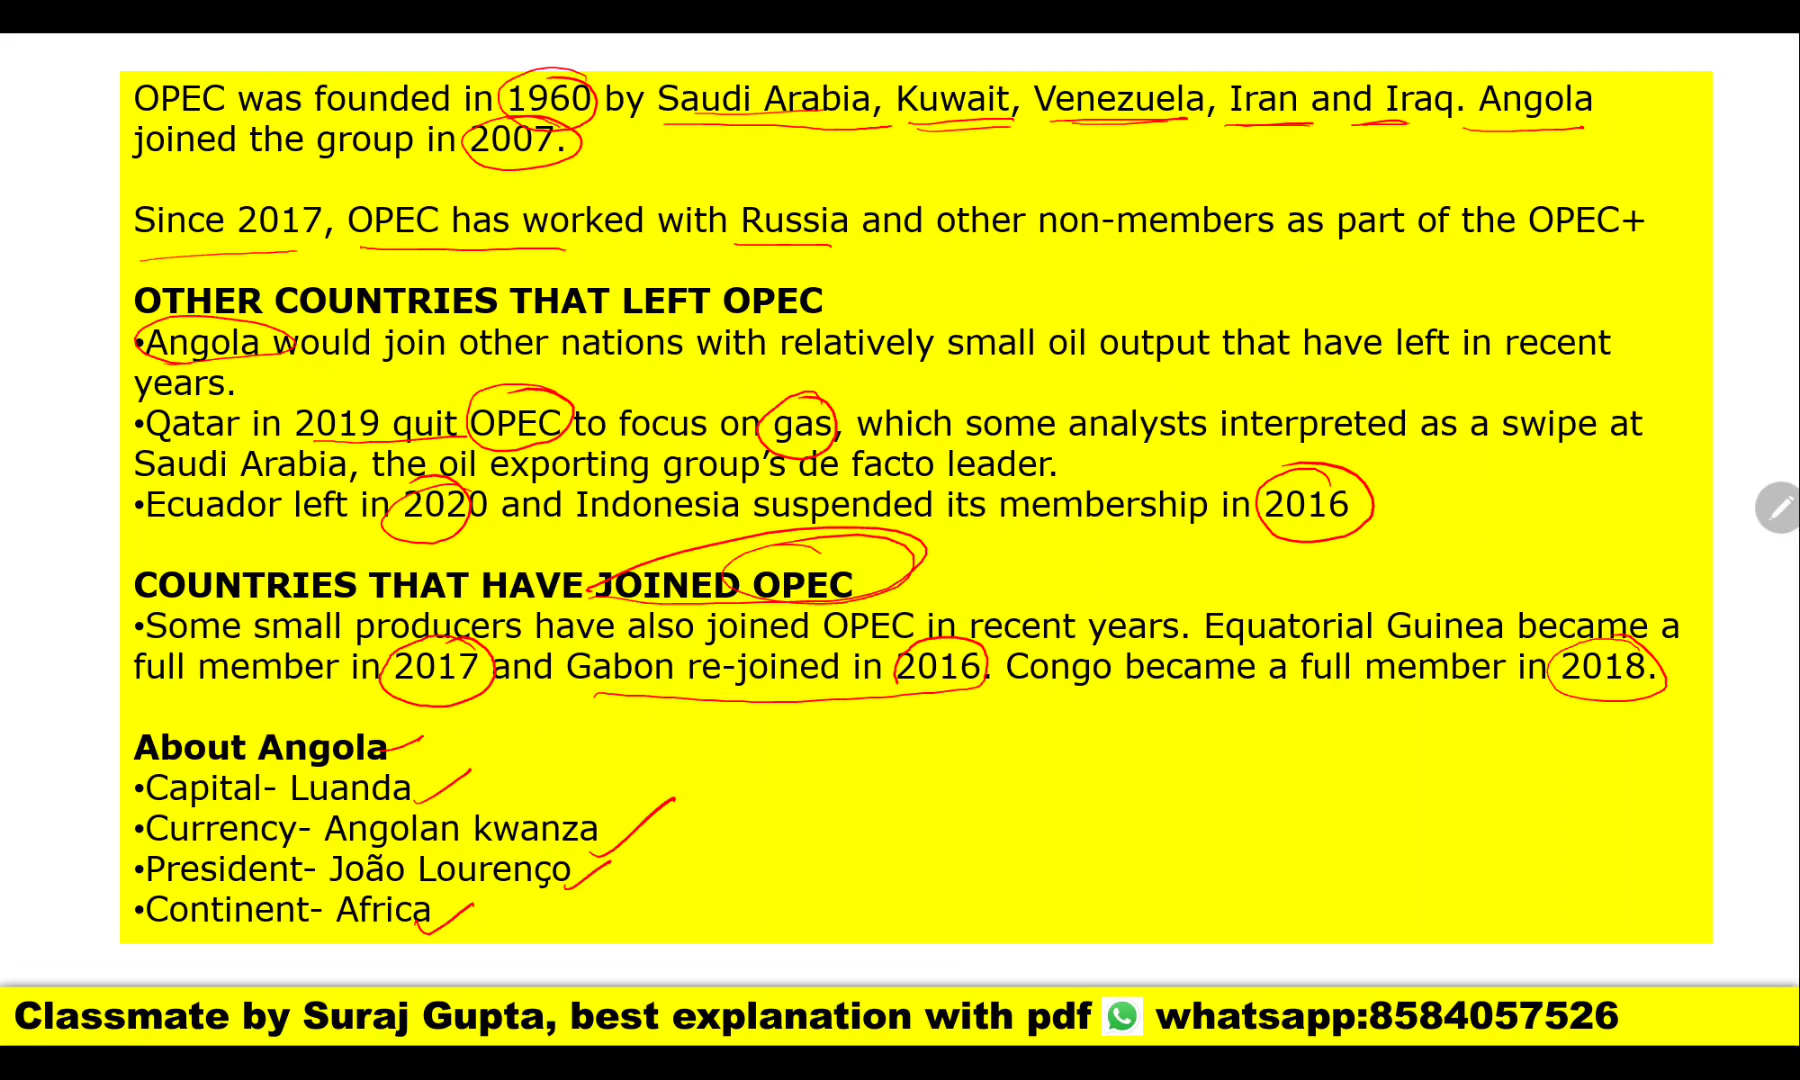 OPEC was founded in 1960 by Saudi Arabia, Kuwait, Venezuela, Iran and Iraq. Angola
joined the group in 2007.
Since 2017, OPEC has worked with Russia and other non-members as part of the OPEC+
OTHER COUNTRIES THAT LEFT OPEC
•Angola would join other nations with relatively small oil output that have left in recent
years.
•Qatar in 2019 quit OPEC to focus on gas, which some analysts interpreted as a swipe at
Saudi Arabia, the oil exporting group’s de facto leader.
•Ecuador left in 2020 and Indonesia suspended its membership in 2016
COUNTRIES THAT HAVE JOINED OPEC
•Some small producers have also joined OPEC in recent years. Equatorial Guinea became a
full member in 2017 and Gabon re-joined in 2016. Congo became a full member in 2018.
About Angola
•Capital- Luanda
•Currency- Angolan kwanza
•President- João Lourenço
•Continent- Africa
Classmate by Suraj Gupta, best explanation with pdf whatsapp:8584057526